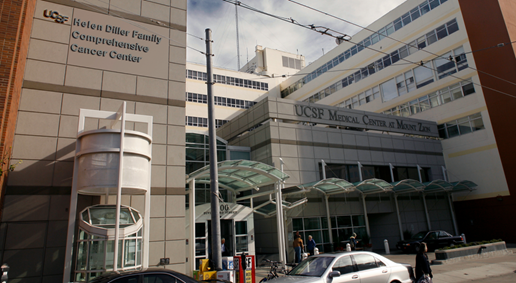 UCSF Helen Diller Family
Comprehensive
Cancer Center
UCSF Medical Center at Mount Zion